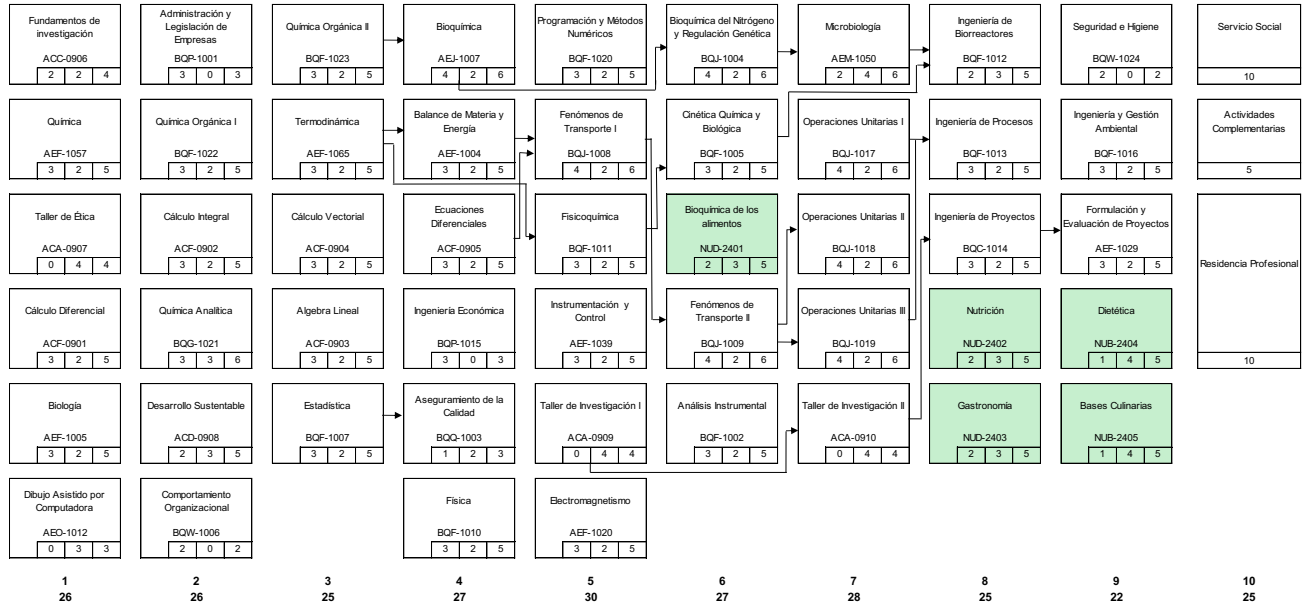 Fundamentos de
investigación
ACC-0906
2 2 4
Administración y
Legislación de
Empresas
BQP-1001
3 0 3
Química Orgánica II
BQF-1023
3 2 5
Bioquímica
AEJ-1007
4 2 6
Programación y Métodos
Numéricos
BQF-1020
3 2 5
Bioquímica del Nitrógeno
y Regulación Genética
BQJ-1004
4 2 6
Microbiología
AEM-1050
2 4 6
Ingeniería de
Biorreactores
BQF-1012
2 3 5
Seguridad e Higiene
BQW-1024
2 0 2
Servicio Social
10
Química
AEF-1057
3 2 5
Química Orgánica I
BQF-1022
3 2 5
Termodinámica
AEF-1065
3 2 5
Balance de Materia y
Energía
AEF-1004
3 2 5
Fenómenos de
Transporte I
BQJ-1008
4 2 6
Cinética Química y
Biológica
BQF-1005
3 2 5
Operaciones Unitarias I
BQJ-1017
4 2 6
Ingeniería de Procesos
BQF-1013
3 2 5
Ingeniería y Gestión
Ambiental
BQF-1016
3 2 5
Actividades
Complementarias
5
Taller de Ética
ACA-0907
0 4 4
Cálculo Integral
ACF-0902
3 2 5
Cálculo Vectorial
ACF-0904
3 2 5
Ecuaciones
Diferenciales
ACF-0905
3 2 5
Fisicoquímica
BQF-1011
3 2 5
Bioquímica de los
alimentos
NUD-2401
2 3 5
Operaciones Unitarias II
BQJ-1018
4 2 6
Ingeniería de Proyectos
BQC-1014
3 2 5
Formulación y
Evaluación de Proyectos
AEF-1029
3 2 5
Residencia Profesional
10
Cálculo Diferencial
ACF-0901
3 2 5
Química Analítica
BQG-1021
3 3 6
Algebra Lineal
ACF-0903
3 2 5
Ingeniería Económica
BQP-1015
3 0 3
Instrumentación y
Control
AEF-1039
3 2 5
Fenómenos de
Transporte II
BQJ-1009
4 2 6
Operaciones Unitarias III
BQJ-1019
4 2 6
Nutrición
NUD-2402
2 3 5
Dietética
NUB-2404
1 4 5
Biología
AEF-1005
3 2 5
Desarrollo Sustentable
ACD-0908
2 3 5
Estadística
BQF-1007
3 2 5
Aseguramiento de la
Calidad
BQQ-1003
1 2 3
Taller de Investigación I
ACA-0909
0 4 4
Análisis Instrumental
BQF-1002
3 2 5
Taller de Investigación II
ACA-0910
0 4 4
Gastronomía
NUD-2403
2 3 5
Bases Culinarias
NUB-2405
1 4 5
Dibujo Asistido por
Computadora
AEO-1012
0 3 3
Comportamiento
Organizacional
BQW-1006
2 0 2
Física
BQF-1010
3 2 5
Electromagnetismo
AEF-1020
3 2 5
1 2 3 4 5 6 7 8 9 10
26 26 25 27 30 27 28 25 22 25